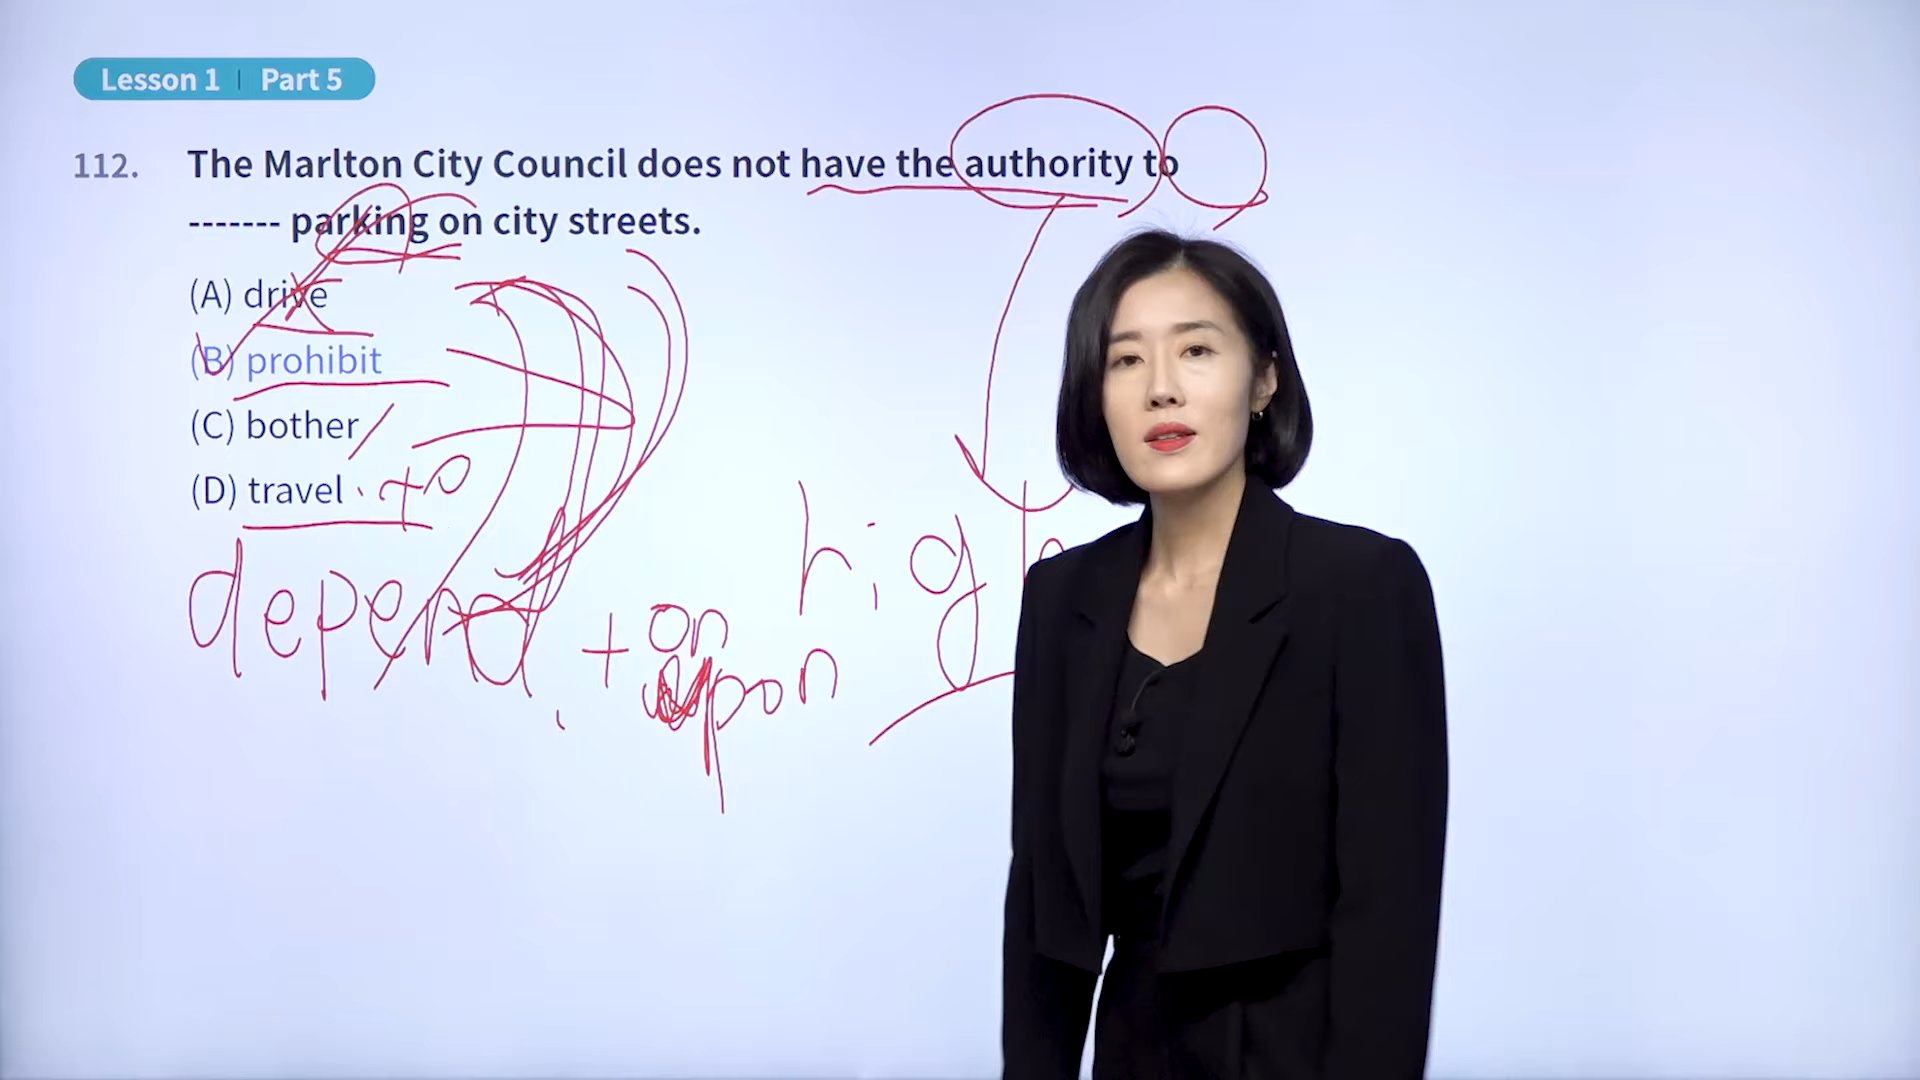 Lesson 1 | Part 5
112. The Marlton City Council does not have the authority to
------- parking on city streets.
(A) drive
(B) prohibit
(C) bother
(D) travel
depend + on
upon
high